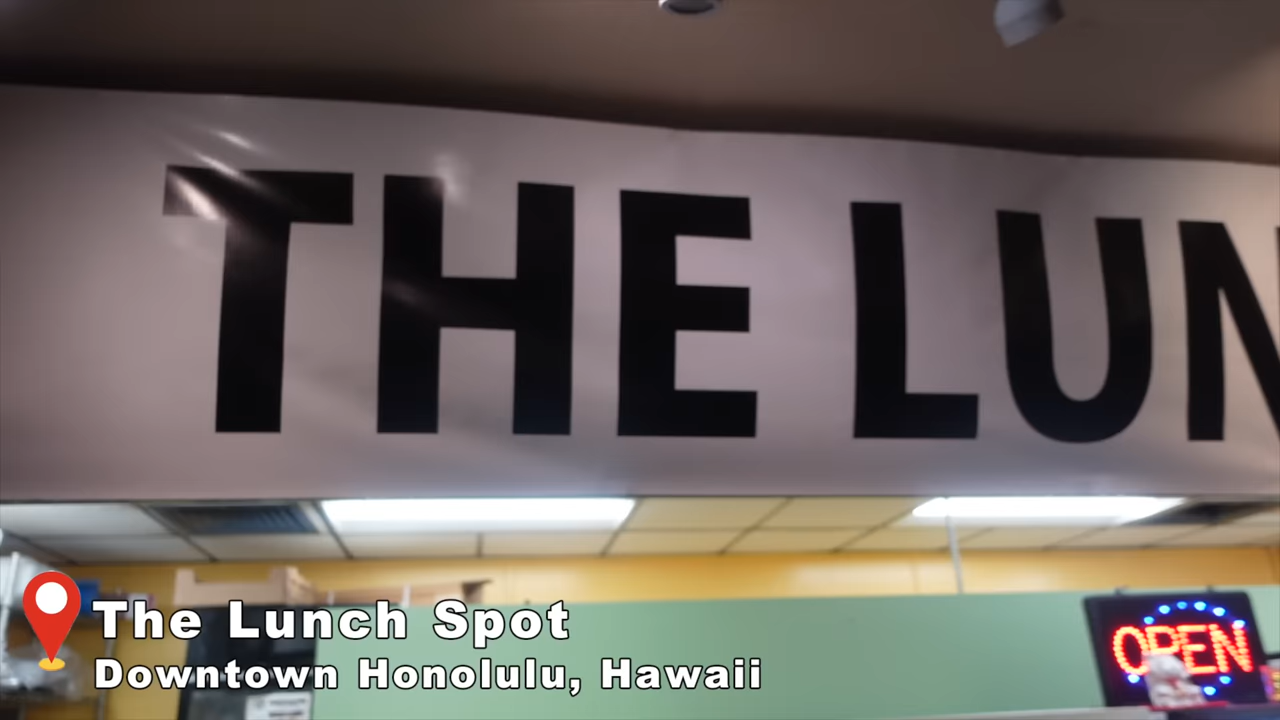 THE LUN
OPEN
The Lunch Spot
Downtown Honolulu, Hawaii